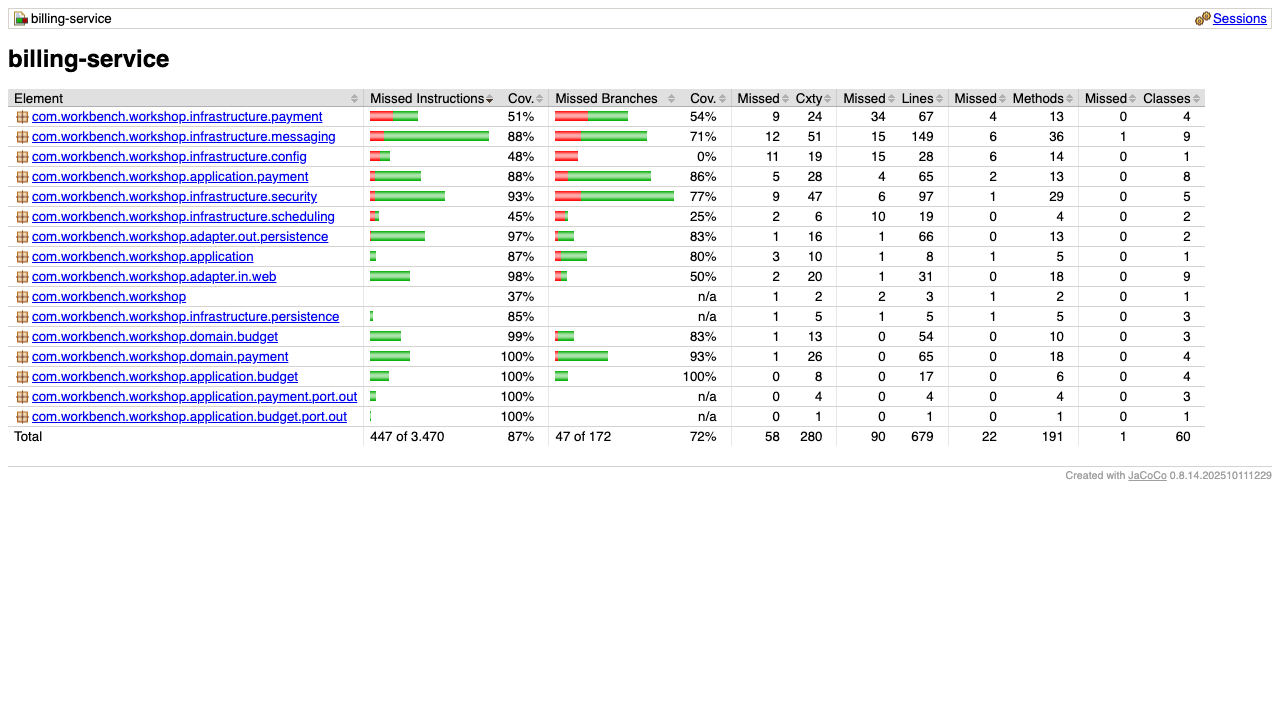 billing-service Sessions
billing-service
Element Missed Instructions Cov. Missed Branches Cov. Missed Cxty Missed Lines Missed Methods Missed Classes
com.workbench.workshop.infrastructure.payment 51% 54% 9 24 34 67 4 13 0 4
com.workbench.workshop.infrastructure.messaging 88% 71% 12 51 15 149 6 36 1 9
com.workbench.workshop.infrastructure.config 48% 0% 11 19 15 28 6 14 0 1
com.workbench.workshop.application.payment 88% 86% 5 28 4 65 2 13 0 8
com.workbench.workshop.infrastructure.security 93% 77% 9 47 6 97 1 29 0 5
com.workbench.workshop.infrastructure.scheduling 45% 25% 2 6 10 19 0 4 0 2
com.workbench.workshop.adapter.out.persistence 97% 83% 1 16 1 66 0 13 0 2
com.workbench.workshop.application 87% 80% 3 10 1 8 1 5 0 1
com.workbench.workshop.adapter.in.web 98% 50% 2 20 1 31 0 18 0 9
com.workbench.workshop 37% n/a 1 2 2 3 1 2 0 1
com.workbench.workshop.infrastructure.persistence 85% n/a 1 5 1 5 1 5 0 3
com.workbench.workshop.domain.budget 99% 83% 1 13 0 54 0 10 0 3
com.workbench.workshop.domain.payment 100% 93% 1 26 0 65 0 18 0 4
com.workbench.workshop.application.budget 100% 100% 0 8 0 17 0 6 0 4
com.workbench.workshop.application.payment.port.out 100% n/a 0 4 0 4 0 4 0 3
com.workbench.workshop.application.budget.port.out 100% n/a 0 1 0 1 0 1 0 1
Total 447 of 3.470 87% 47 of 172 72% 58 280 90 679 22 191 1 60
Created with JaCoCo 0.8.14.202510111229